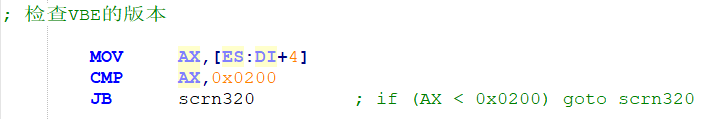 ; 检查VBE的版本
MOV AX,[ES:DI+4]
CMP AX,0x0200
JB scrn320 ; if (AX < 0x0200) goto scrn320